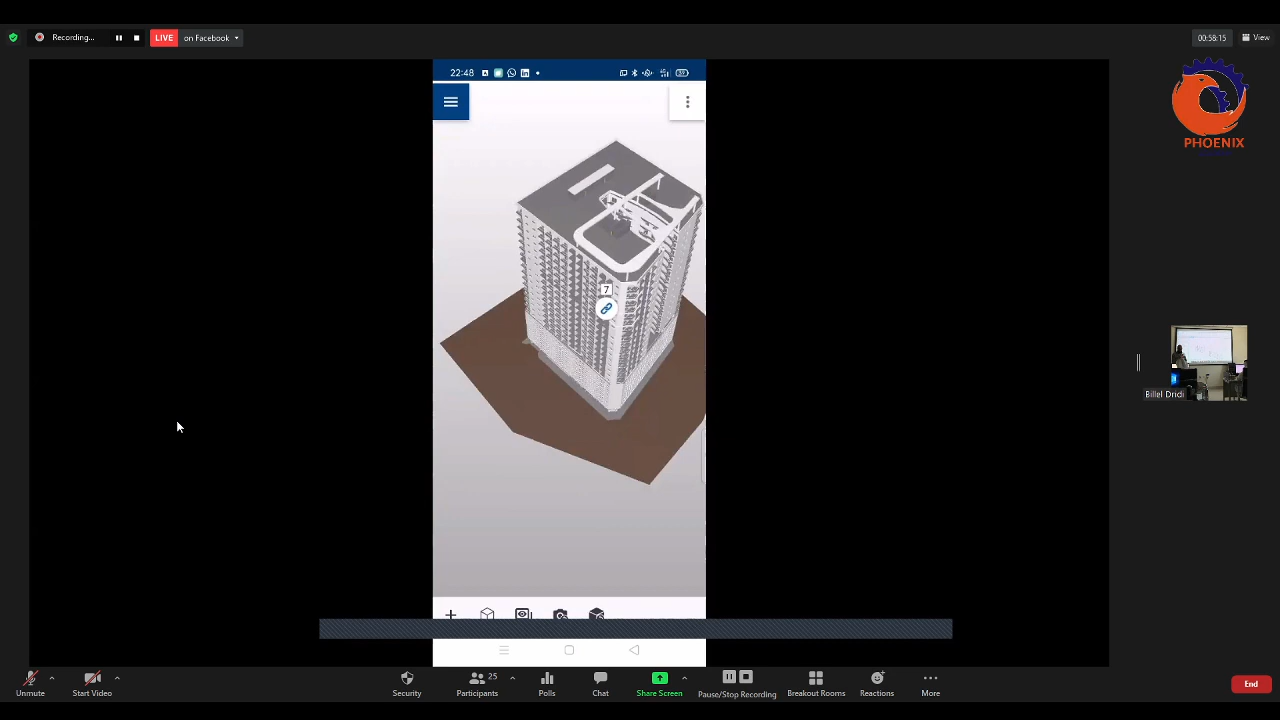 Recording...
LIVE on Facebook
00:58:15 View
22:48
PHOENIX
7
Billel Dridi
Unmute
Start Video
Security
Participants 25
Polls
Chat
Share Screen
Pause/Stop Recording
Breakout Rooms
Reactions
More
End